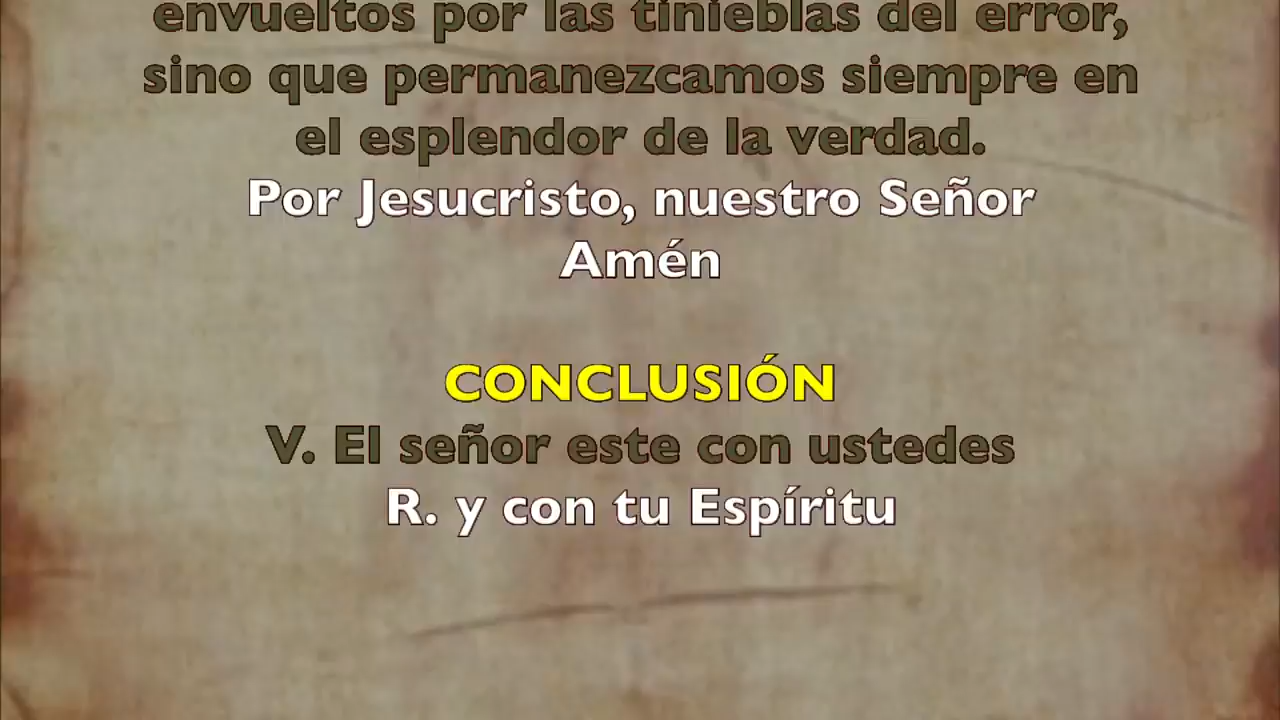 envueltos por las tinieblas del error,
sino que permanezcamos siempre en
el esplendor de la verdad.
Por Jesucristo, nuestro Señor
Amén
CONCLUSIÓN
V. El señor este con ustedes
R. y con tu Espíritu